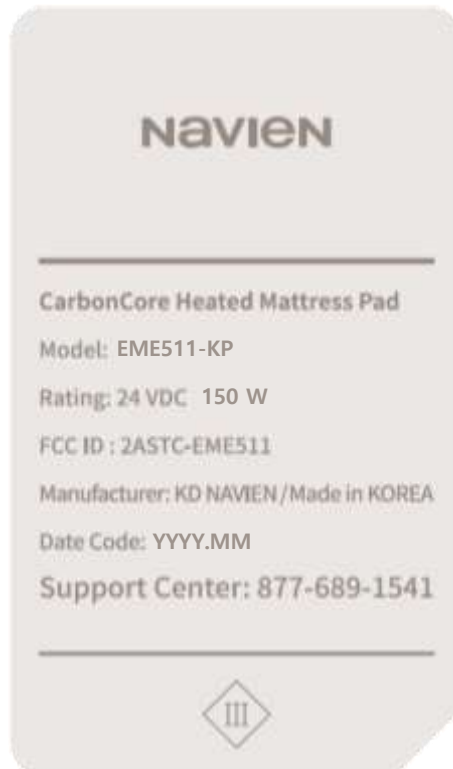 NAVIEN
CarbonCore Heated Mattress Pad
Model: EME511-KP
Rating: 24 VDC 150 W
FCC ID : 2ASTC-EME511
Manufacturer: KD NAVIEN / Made in KOREA
Date Code: YYYY.MM
Support Center: 877-689-1541
III